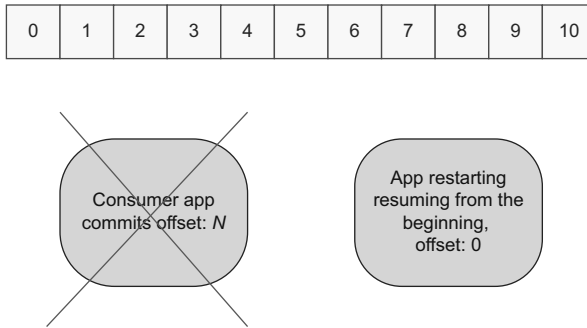 0 1 2 3 4 5 6 7 8 9 10
Consumer app
commits offset: N
App restarting
resuming from the
beginning,
offset: 0